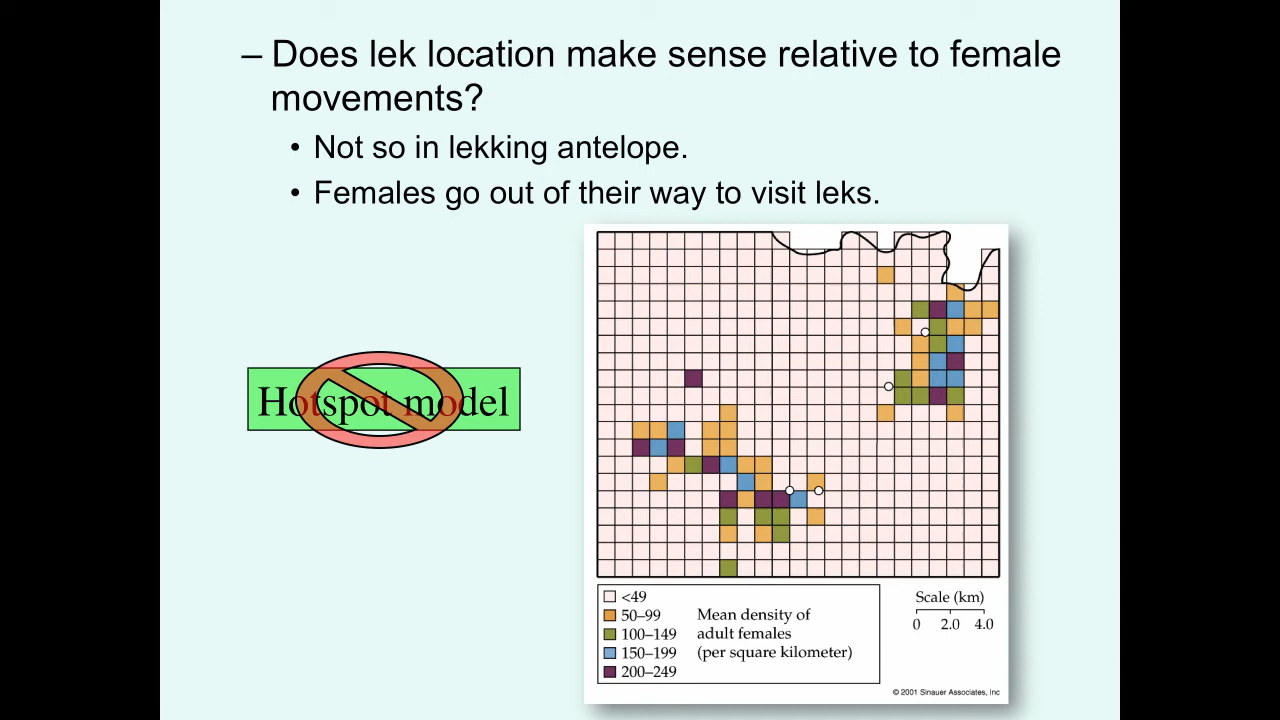 – Does lek location make sense relative to female
movements?
• Not so in lekking antelope.
• Females go out of their way to visit leks.
Hotspot model
<49
50–99
100–149
150–199
200–249
Mean density of
adult females
(per square kilometer)
Scale (km)
0 2.0 4.0
© 2001 Sinauer Associates, Inc